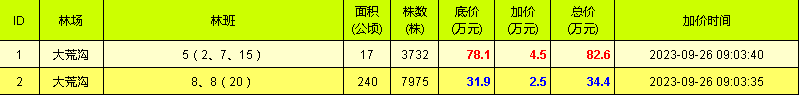 ID 林场 林班 面积(公顷) 株数(株) 底价(万元) 加价(万元) 总价(万元) 加价时间
1 大荒沟 5（2、7、15） 17 3732 78.1 4.5 82.6 2023-09-26 09:03:40
2 大荒沟 8、8（20） 240 7975 31.9 2.5 34.4 2023-09-26 09:03:35